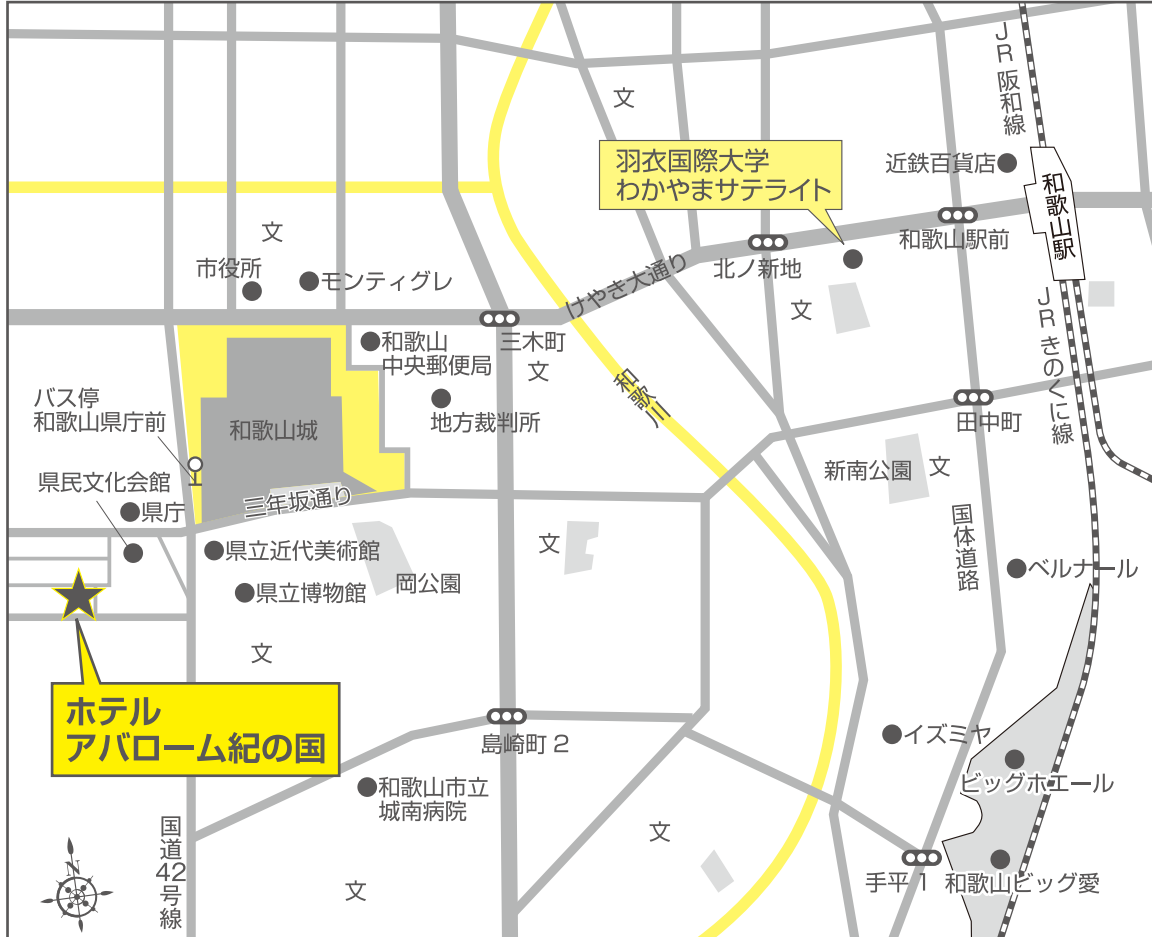 JR阪和線
文
羽衣国際大学
わかやまサテライト
近鉄百貨店
和歌山駅
和歌山駅前
北ノ新地
文
市役所
モンティグレ
けやき大通り
文
JRきのくに線
三木町
和歌山
中央郵便局
文
和歌川
バス停
和歌山県庁前
地方裁判所
田中町
和歌山城
新南公園
文
県民文化会館
県庁
三年坂通り
国体道路
県立近代美術館
文
岡公園
ベルナール
県立博物館
文
ホテル
アバローム紀の国
島崎町2
イズミヤ
ビッグホエール
和歌山市立
城南病院
国道42号線
文
N
文
手平1
和歌山ビッグ愛